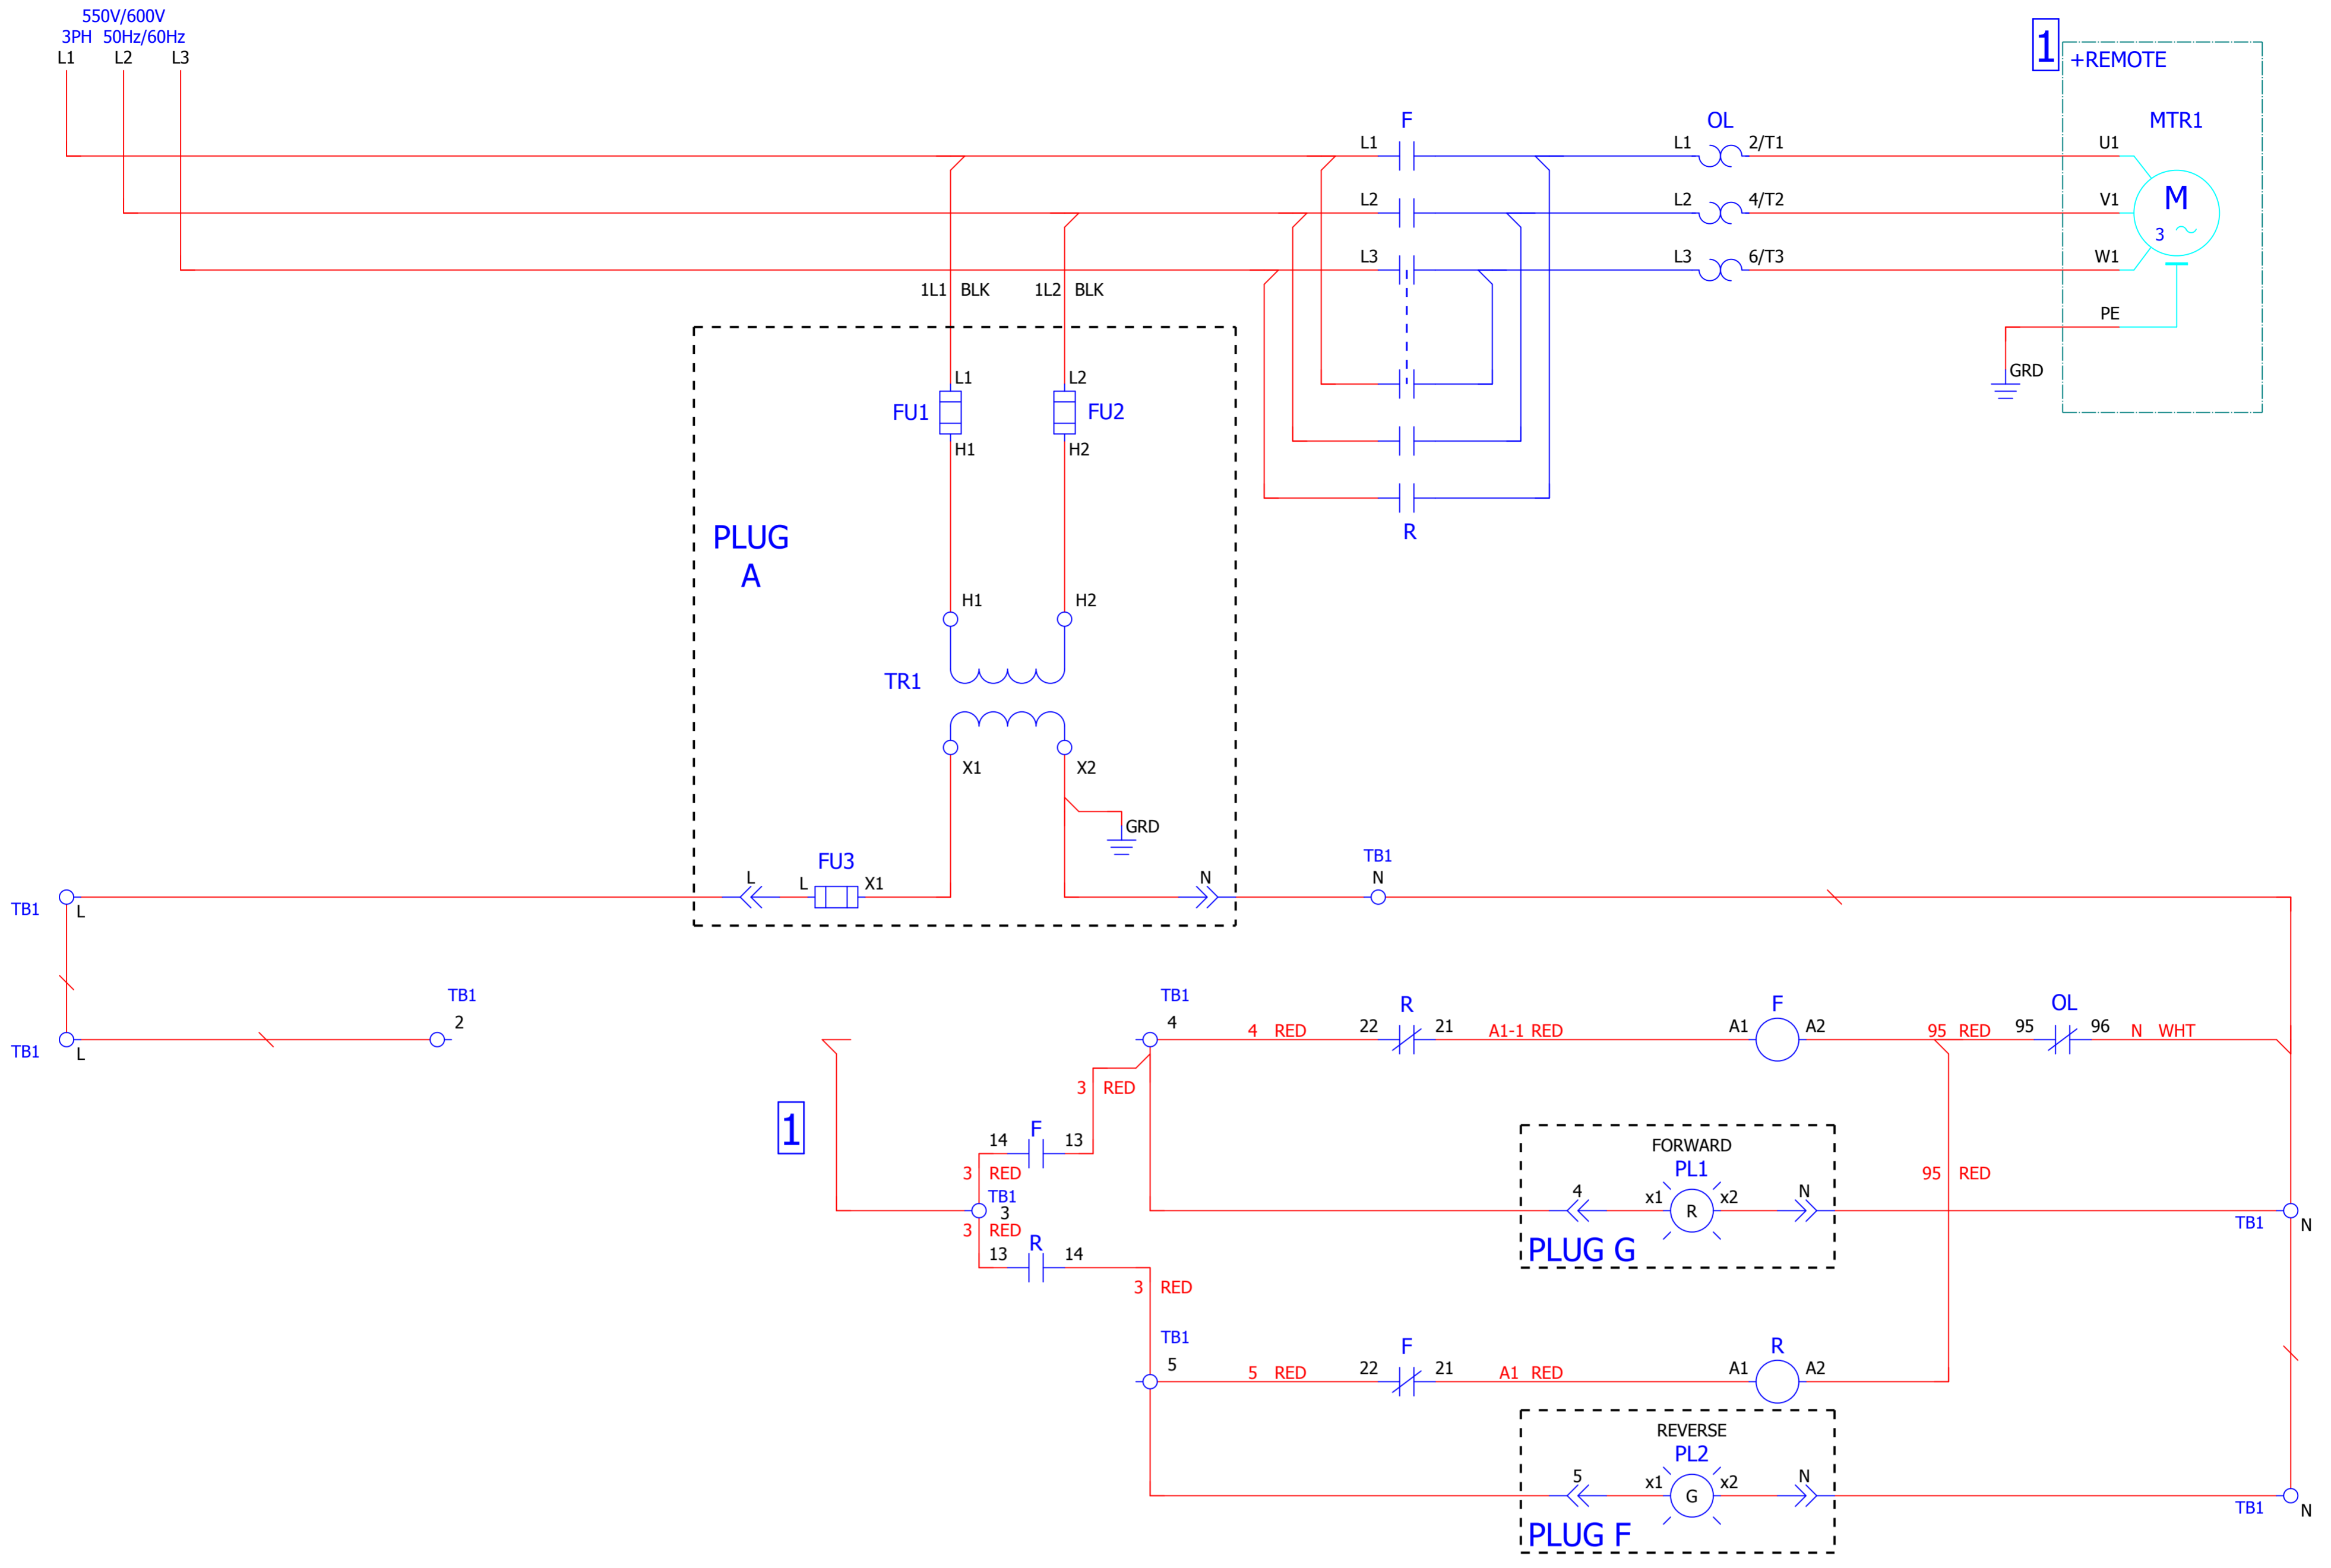 550V/600V
3PH 50Hz/60Hz
L1 L2 L3
1
+REMOTE
F
OL
MTR1
L1
L1 2/T1
U1
L2
L2 4/T2
V1
M
3
L3
L3 6/T3
W1
1L1 BLK
1L2 BLK
PE
GRD
L1
L2
FU1
FU2
H1
H2
R
PLUG
A
H1
H2
TR1
X1
X2
GRD
FU3
L
L
X1
N
TB1
N
TB1
L
TB1
2
TB1
L
TB1
4
4 RED
R
22
21
A1-1 RED
F
A1
A2
95 RED
OL
95
96
N WHT
3 RED
1
F
14
13
3 RED
TB1
3
3 RED
R
13
14
3 RED
FORWARD
PL1
4
x1
R
x2
N
PLUG G
95 RED
TB1
N
TB1
5
5 RED
F
22
21
A1 RED
R
A1
A2
REVERSE
PL2
5
x1
G
x2
N
PLUG F
TB1
N